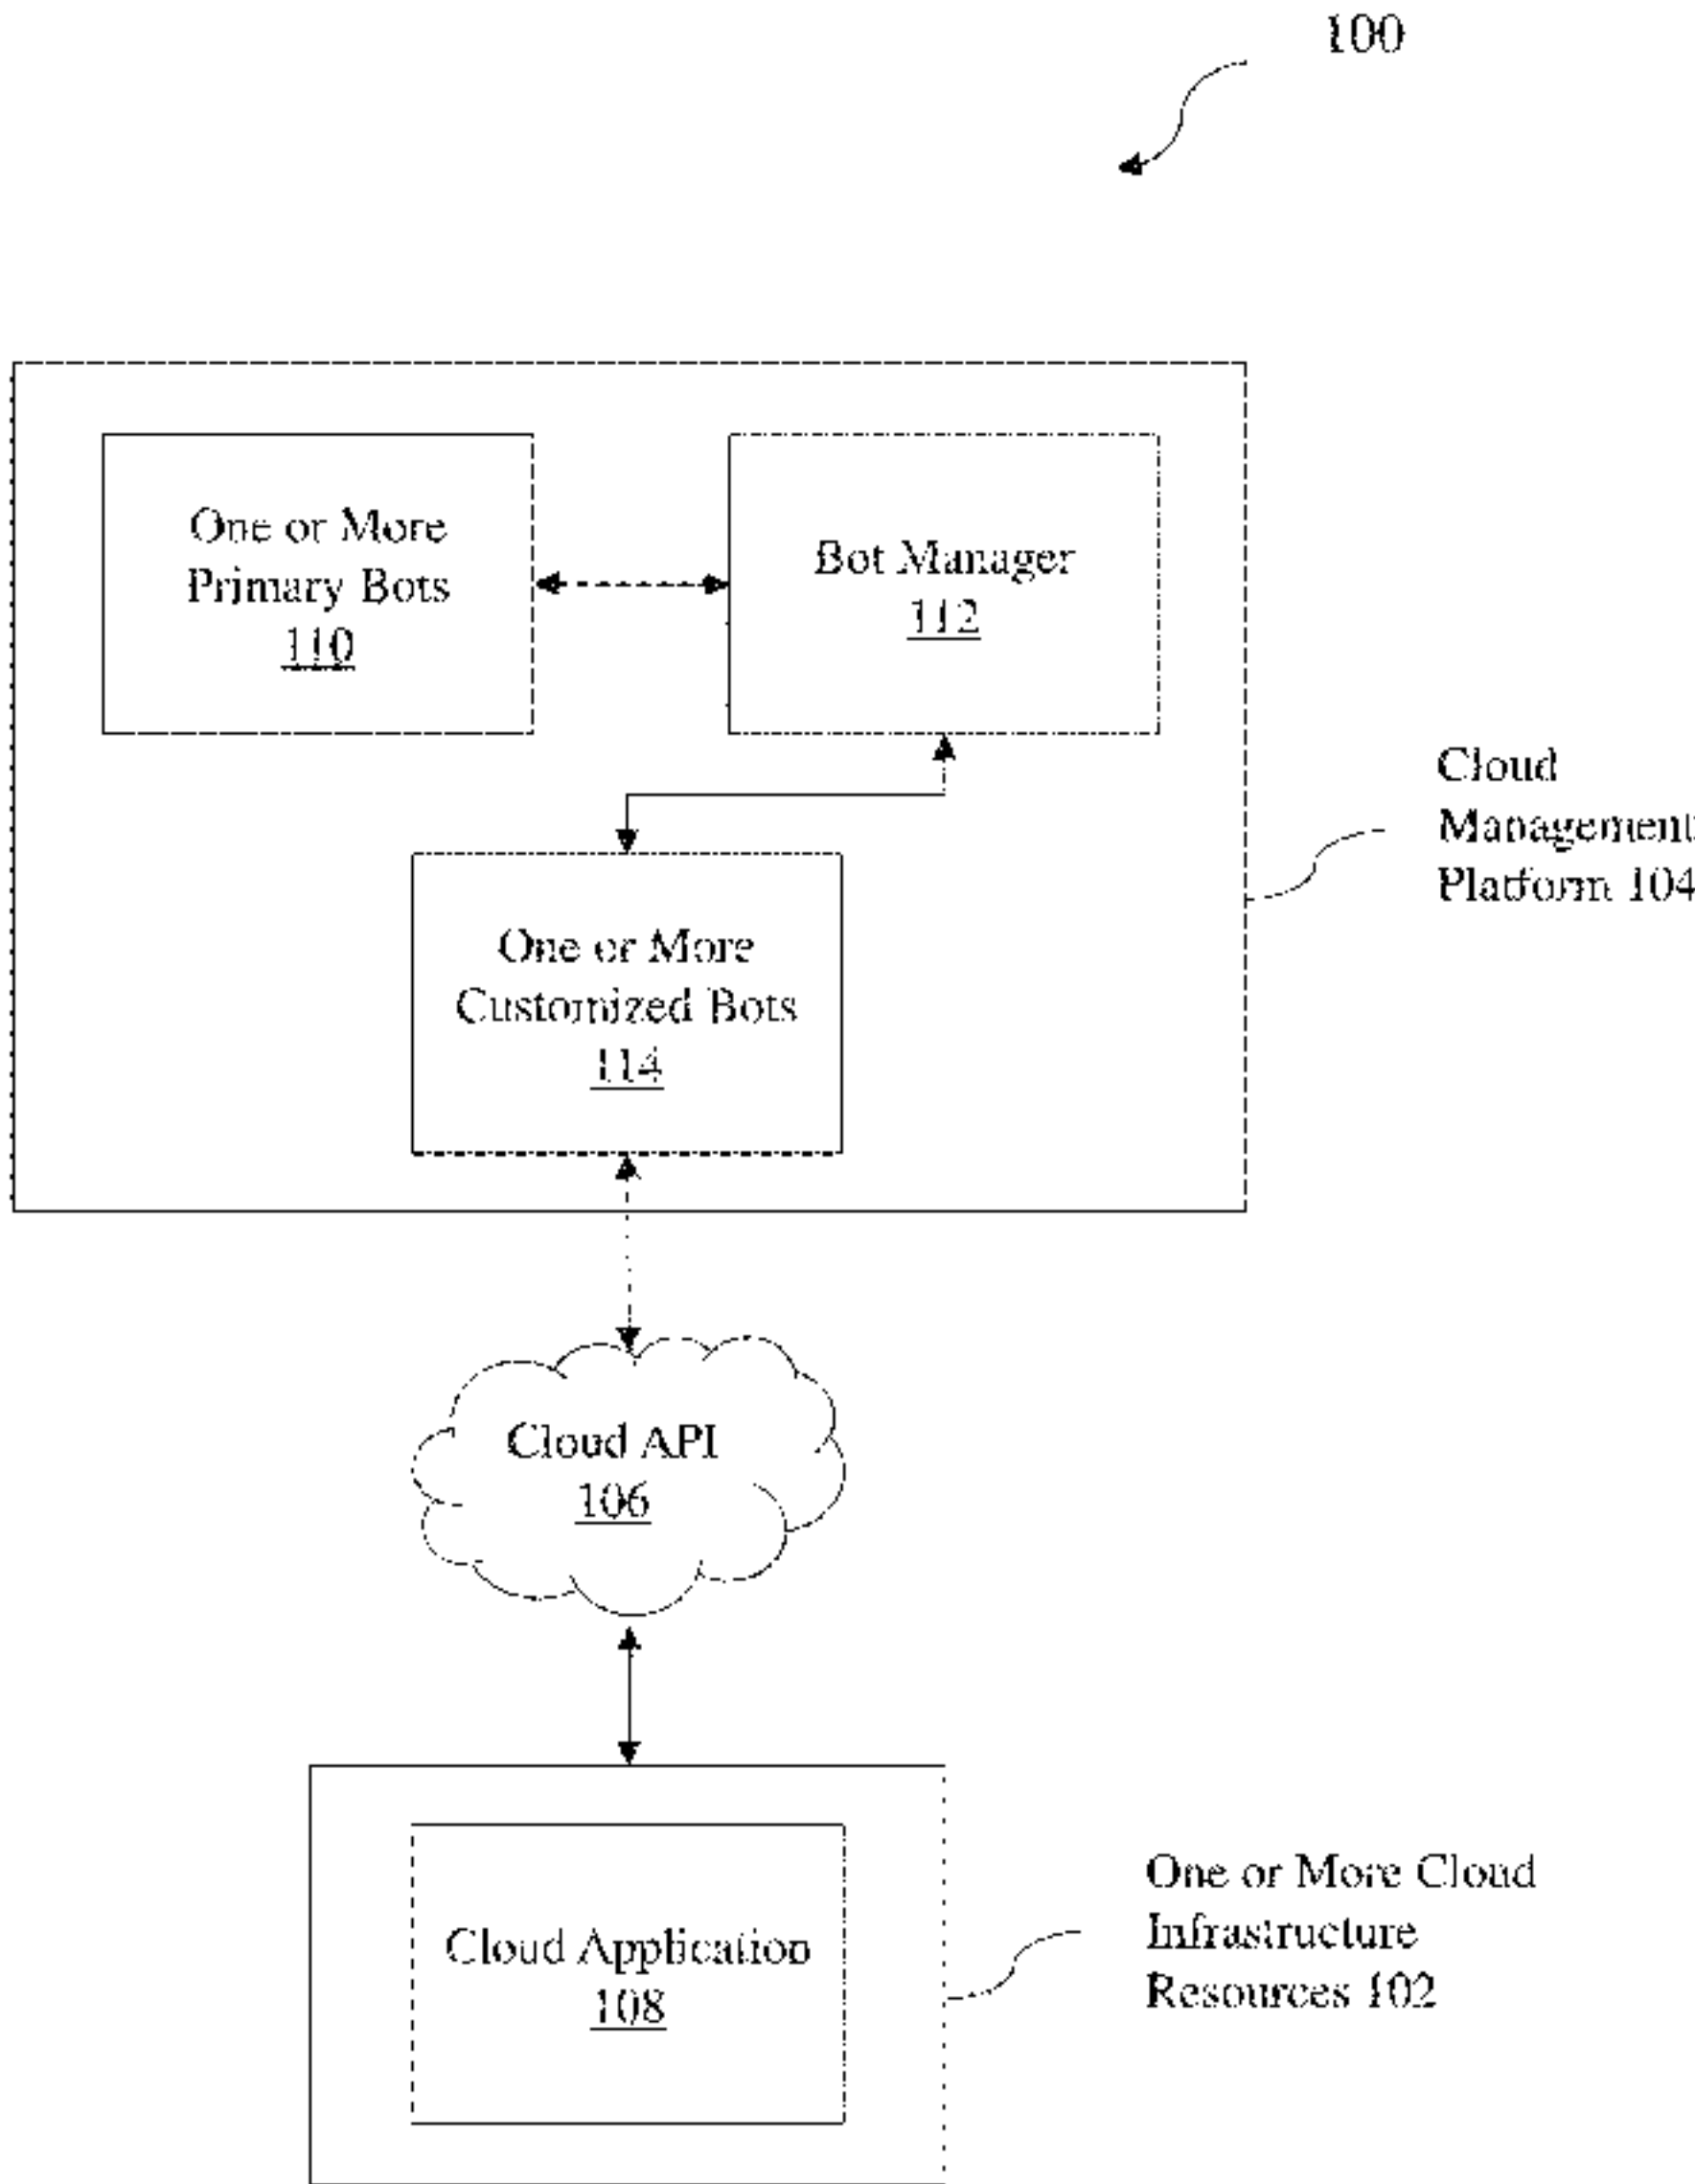 100
One or More
Primary Bots
110
Bot Manager
112
Cloud
Management
Platform 104
One or More
Customized Bots
114
Cloud API
106
Cloud Application
108
One or More Cloud
Infrastructure
Resources 102